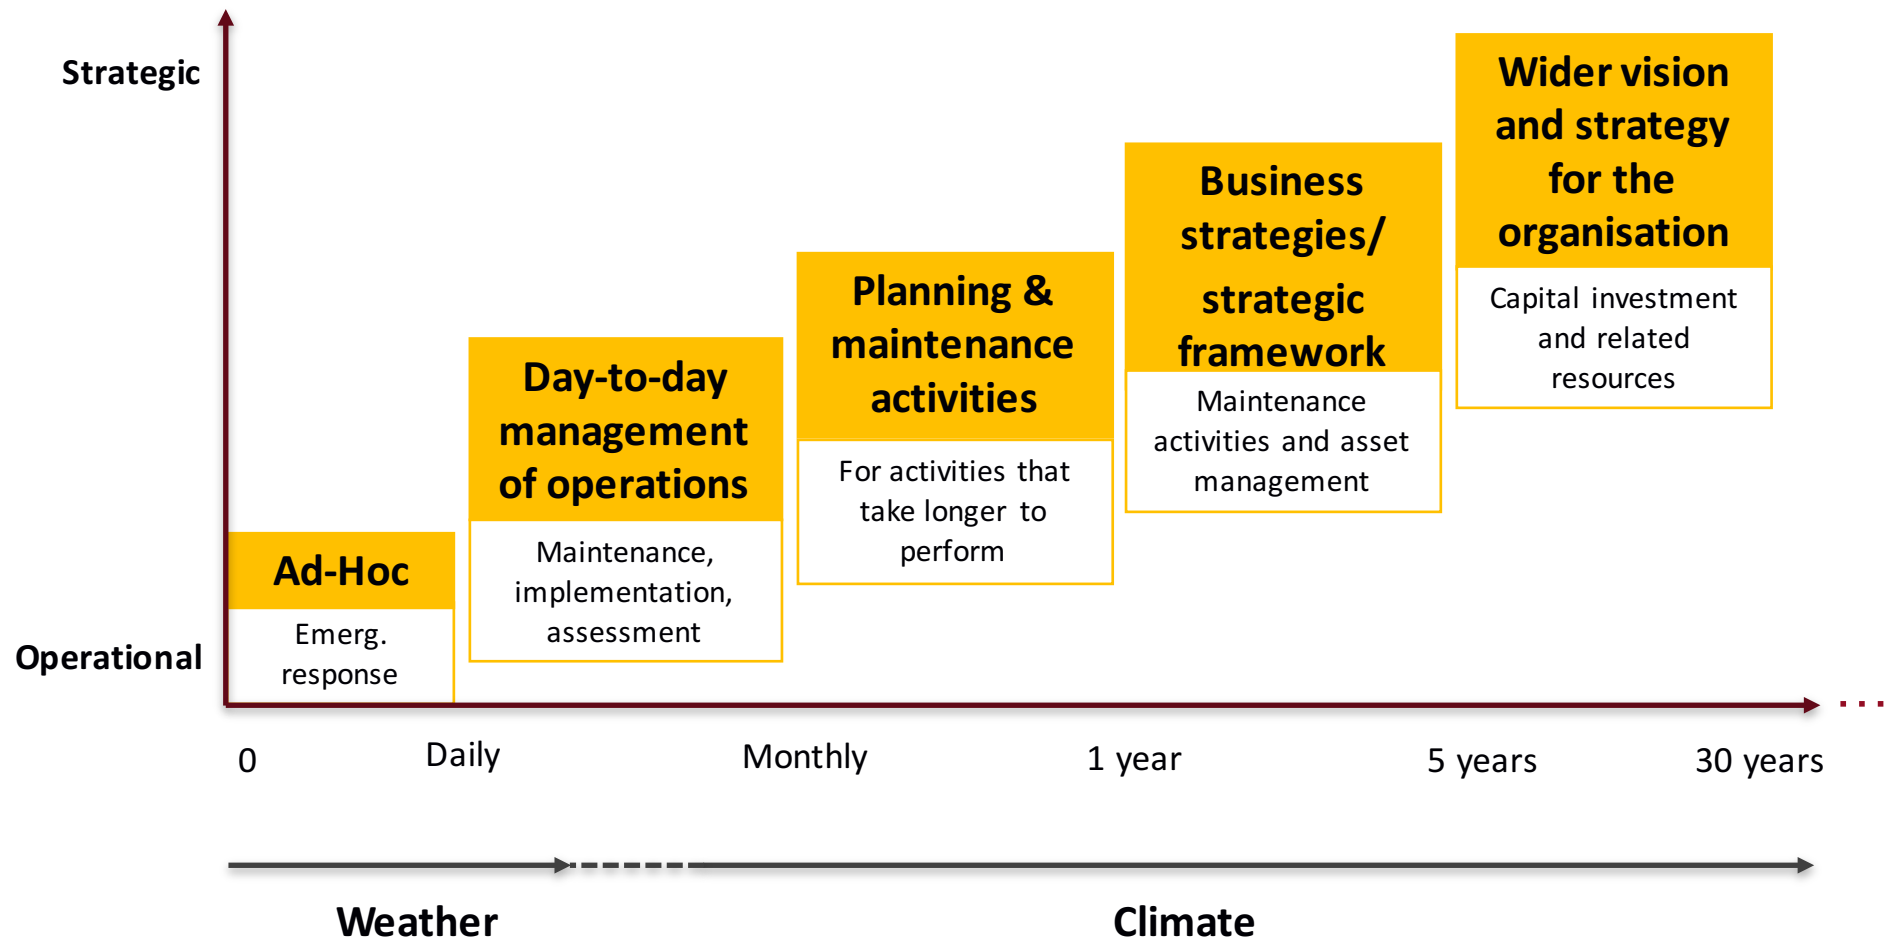 Strategic
Operational
Ad-Hoc
Emerg.
response
Day-to-day
management
of operations
Maintenance,
implementation,
assessment
Planning &
maintenance
activities
For activities that
take longer to
perform
Business
strategies/
strategic
framework
Maintenance
activities and asset
management
Wider vision
and strategy
for the
organisation
Capital investment
and related
resources
0
Daily
Monthly
1 year
5 years
30 years
...
Weather
Climate